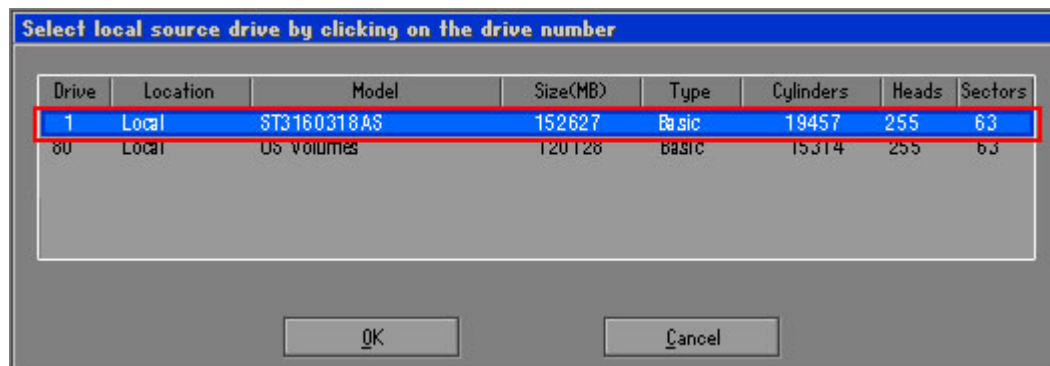 Select local source drive by clicking on the drive number
Drive Location Model Size(MB) Type Cylinders Heads Sectors
1 Local ST3160318AS 152627 Basic 19457 255 63
80 Local OS Volumes 120128 Basic 15314 255 63
OK Cancel